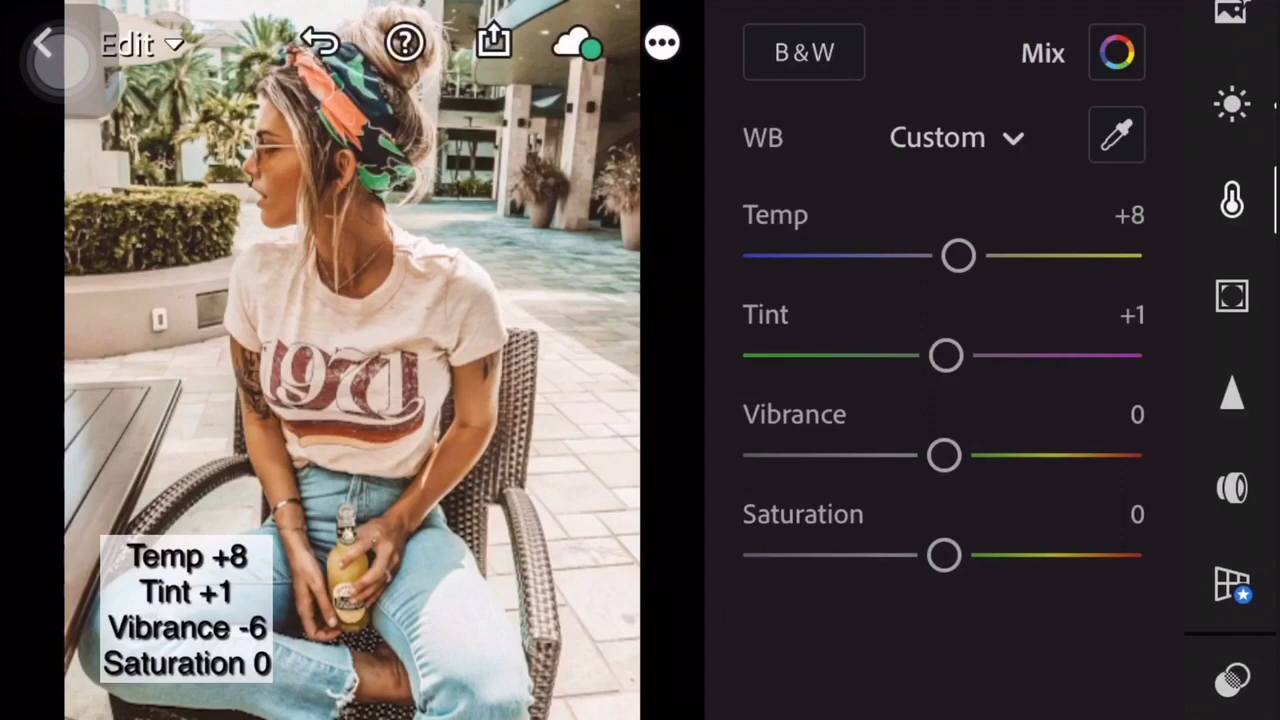 Edit
B&W
Mix
WB
Custom
Temp
+8
Tint
+1
Vibrance
0
Saturation
0
1971
Temp +8
Tint +1
Vibrance -6
Saturation 0